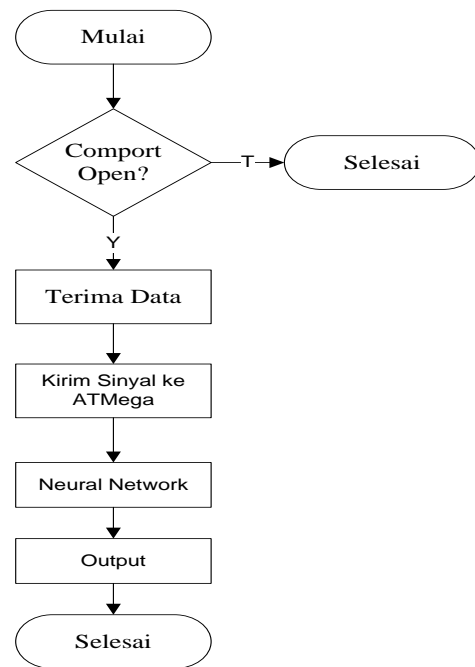 Mulai
Comport
Open?
T
Selesai
Y
Terima Data
Kirim Sinyal ke
ATMega
Neural Network
Output
Selesai